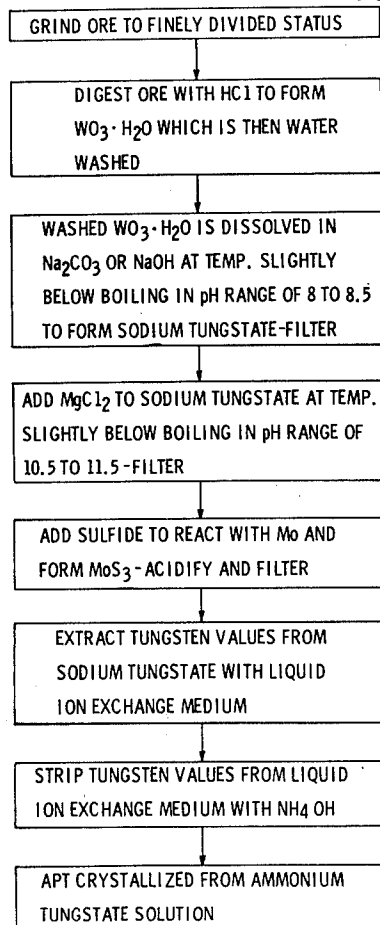 GRIND ORE TO FINELY DIVIDED STATUS
DIGEST ORE WITH HCl TO FORM
WO3·H2O WHICH IS THEN WATER
WASHED
WASHED WO3·H2O IS DISSOLVED IN
Na2CO3 OR NaOH AT TEMP. SLIGHTLY
BELOW BOILING IN pH RANGE OF 8 TO 8.5
TO FORM SODIUM TUNGSTATE-FILTER
ADD MgCl2 TO SODIUM TUNGSTATE AT TEMP.
SLIGHTLY BELOW BOILING IN pH RANGE OF
10.5 TO 11.5-FILTER
ADD SULFIDE TO REACT WITH Mo AND
FORM MoS3-ACIDIFY AND FILTER
EXTRACT TUNGSTEN VALUES FROM
SODIUM TUNGSTATE WITH LIQUID
ION EXCHANGE MEDIUM
STRIP TUNGSTEN VALUES FROM LIQUID
ION EXCHANGE MEDIUM WITH NH4 OH
APT CRYSTALLIZED FROM AMMONIUM
TUNGSTATE SOLUTION